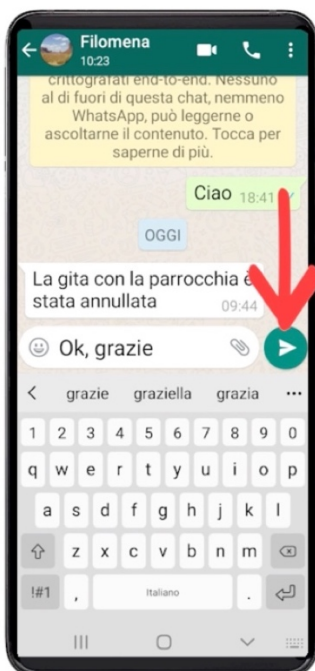 Filomena
10:23
crittografati end-to-end. Nessuno
al di fuori di questa chat, nemmeno
WhatsApp, può leggerne o
ascoltarne il contenuto. Tocca per
saperne di più.
Ciao 18:41
OGGI
La gita con la parrocchia è
stata annullata 09:44
Ok, grazie
grazie graziella grazia
1 2 3 4 5 6 7 8 9 0
q w e r t y u i o p
a s d f g h j k l
z x c v b n m
!#1 , Italiano .